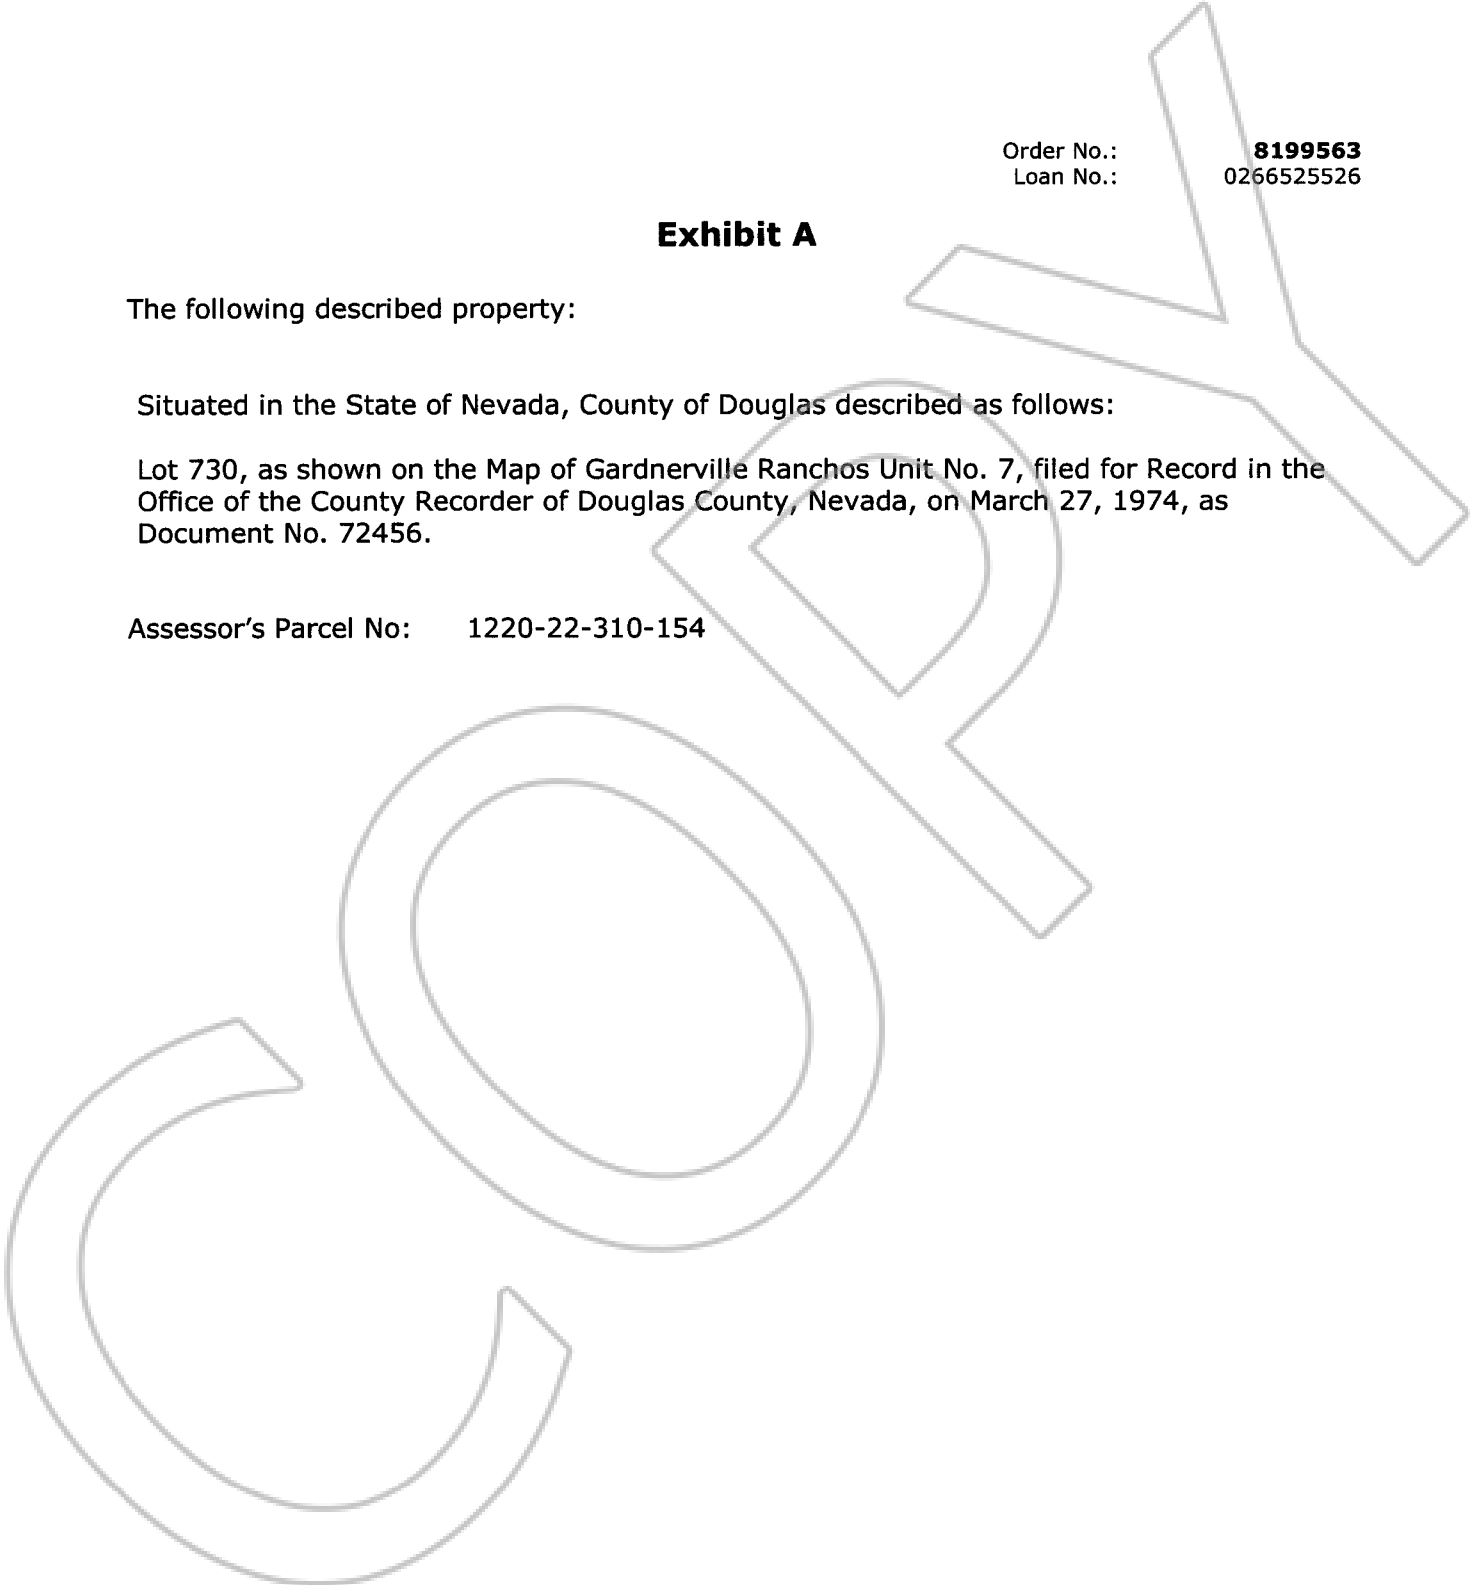 Order No.: 8199563
Loan No.: 0266525526
Exhibit A
The following described property:
Situated in the State of Nevada, County of Douglas described as follows:
Lot 730, as shown on the Map of Gardnerville Ranchos Unit No. 7, filed for Record in the
Office of the County Recorder of Douglas County, Nevada, on March 27, 1974, as
Document No. 72456.
Assessor's Parcel No: 1220-22-310-154
COPY